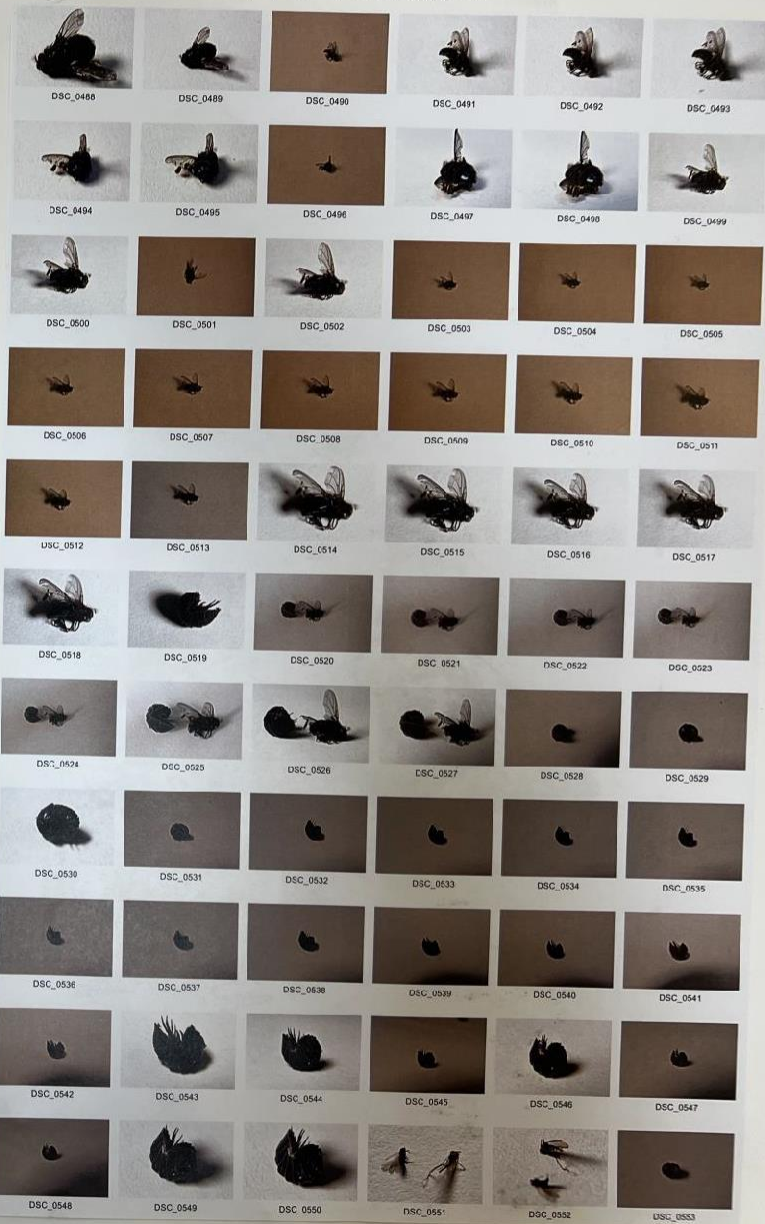 DSC_0488 DSC_0489 DSC_0490 DSC_0491 DSC_0492 DSC_0493
DSC_0494 DSC_0495 DSC_0496 DSC_0497 DSC_0498 DSC_0499
DSC_0500 DSC_0501 DSC_0502 DSC_0503 DSC_0504 DSC_0505
DSC_0506 DSC_0507 DSC_0508 DSC_0509 DSC_0510 DSC_0511
DSC_0512 DSC_0513 DSC_0514 DSC_0515 DSC_0516 DSC_0517
DSC_0518 DSC_0519 DSC_0520 DSC_0521 DSC_0522 DSC_0523
DSC_0524 DSC_0525 DSC_0526 DSC_0527 DSC_0528 DSC_0529
DSC_0530 DSC_0531 DSC_0532 DSC_0533 DSC_0534 DSC_0535
DSC_0536 DSC_0537 DSC_0538 DSC_0539 DSC_0540 DSC_0541
DSC_0542 DSC_0543 DSC_0544 DSC_0545 DSC_0546 DSC_0547
DSC_0548 DSC_0549 DSC_0550 DSC_0551 DSC_0552 DSC_0553